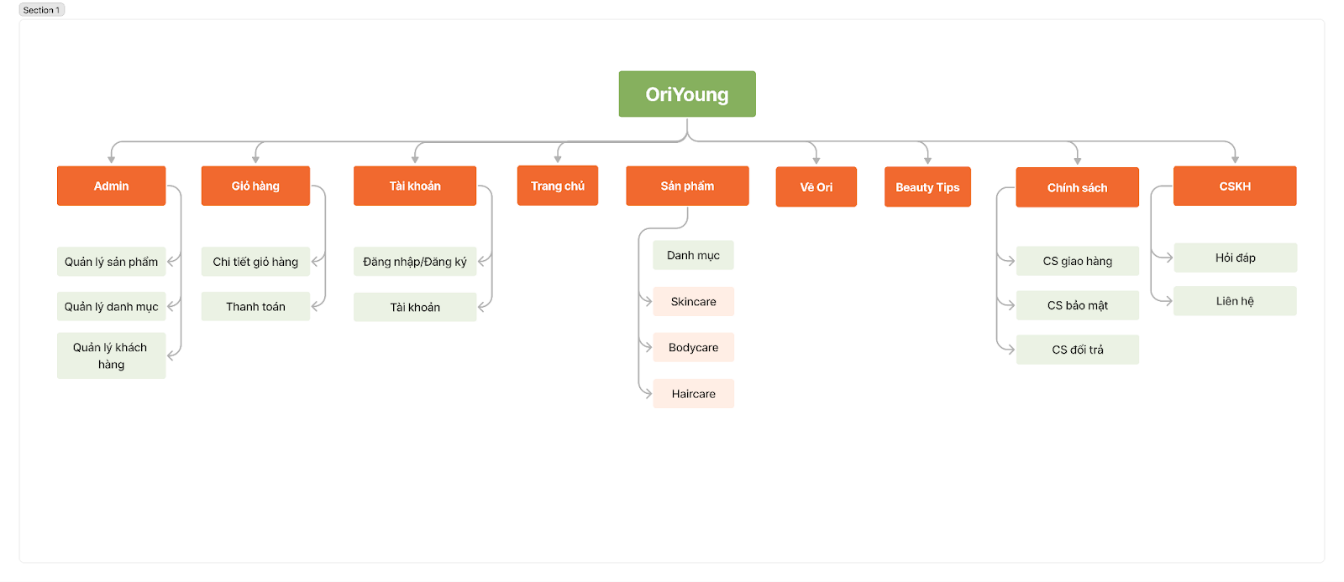 Section 1
OriYoung
Admin
Giỏ hàng
Tài khoản
Trang chủ
Sản phẩm
Về Ori
Beauty Tips
Chính sách
CSKH
Quản lý sản phẩm
Quản lý danh mục
Quản lý khách
hàng
Chi tiết giỏ hàng
Thanh toán
Đăng nhập/Đăng ký
Tài khoản
Danh mục
Skincare
Bodycare
Haircare
CS giao hàng
CS bảo mật
CS đổi trả
Hỏi đáp
Liên hệ